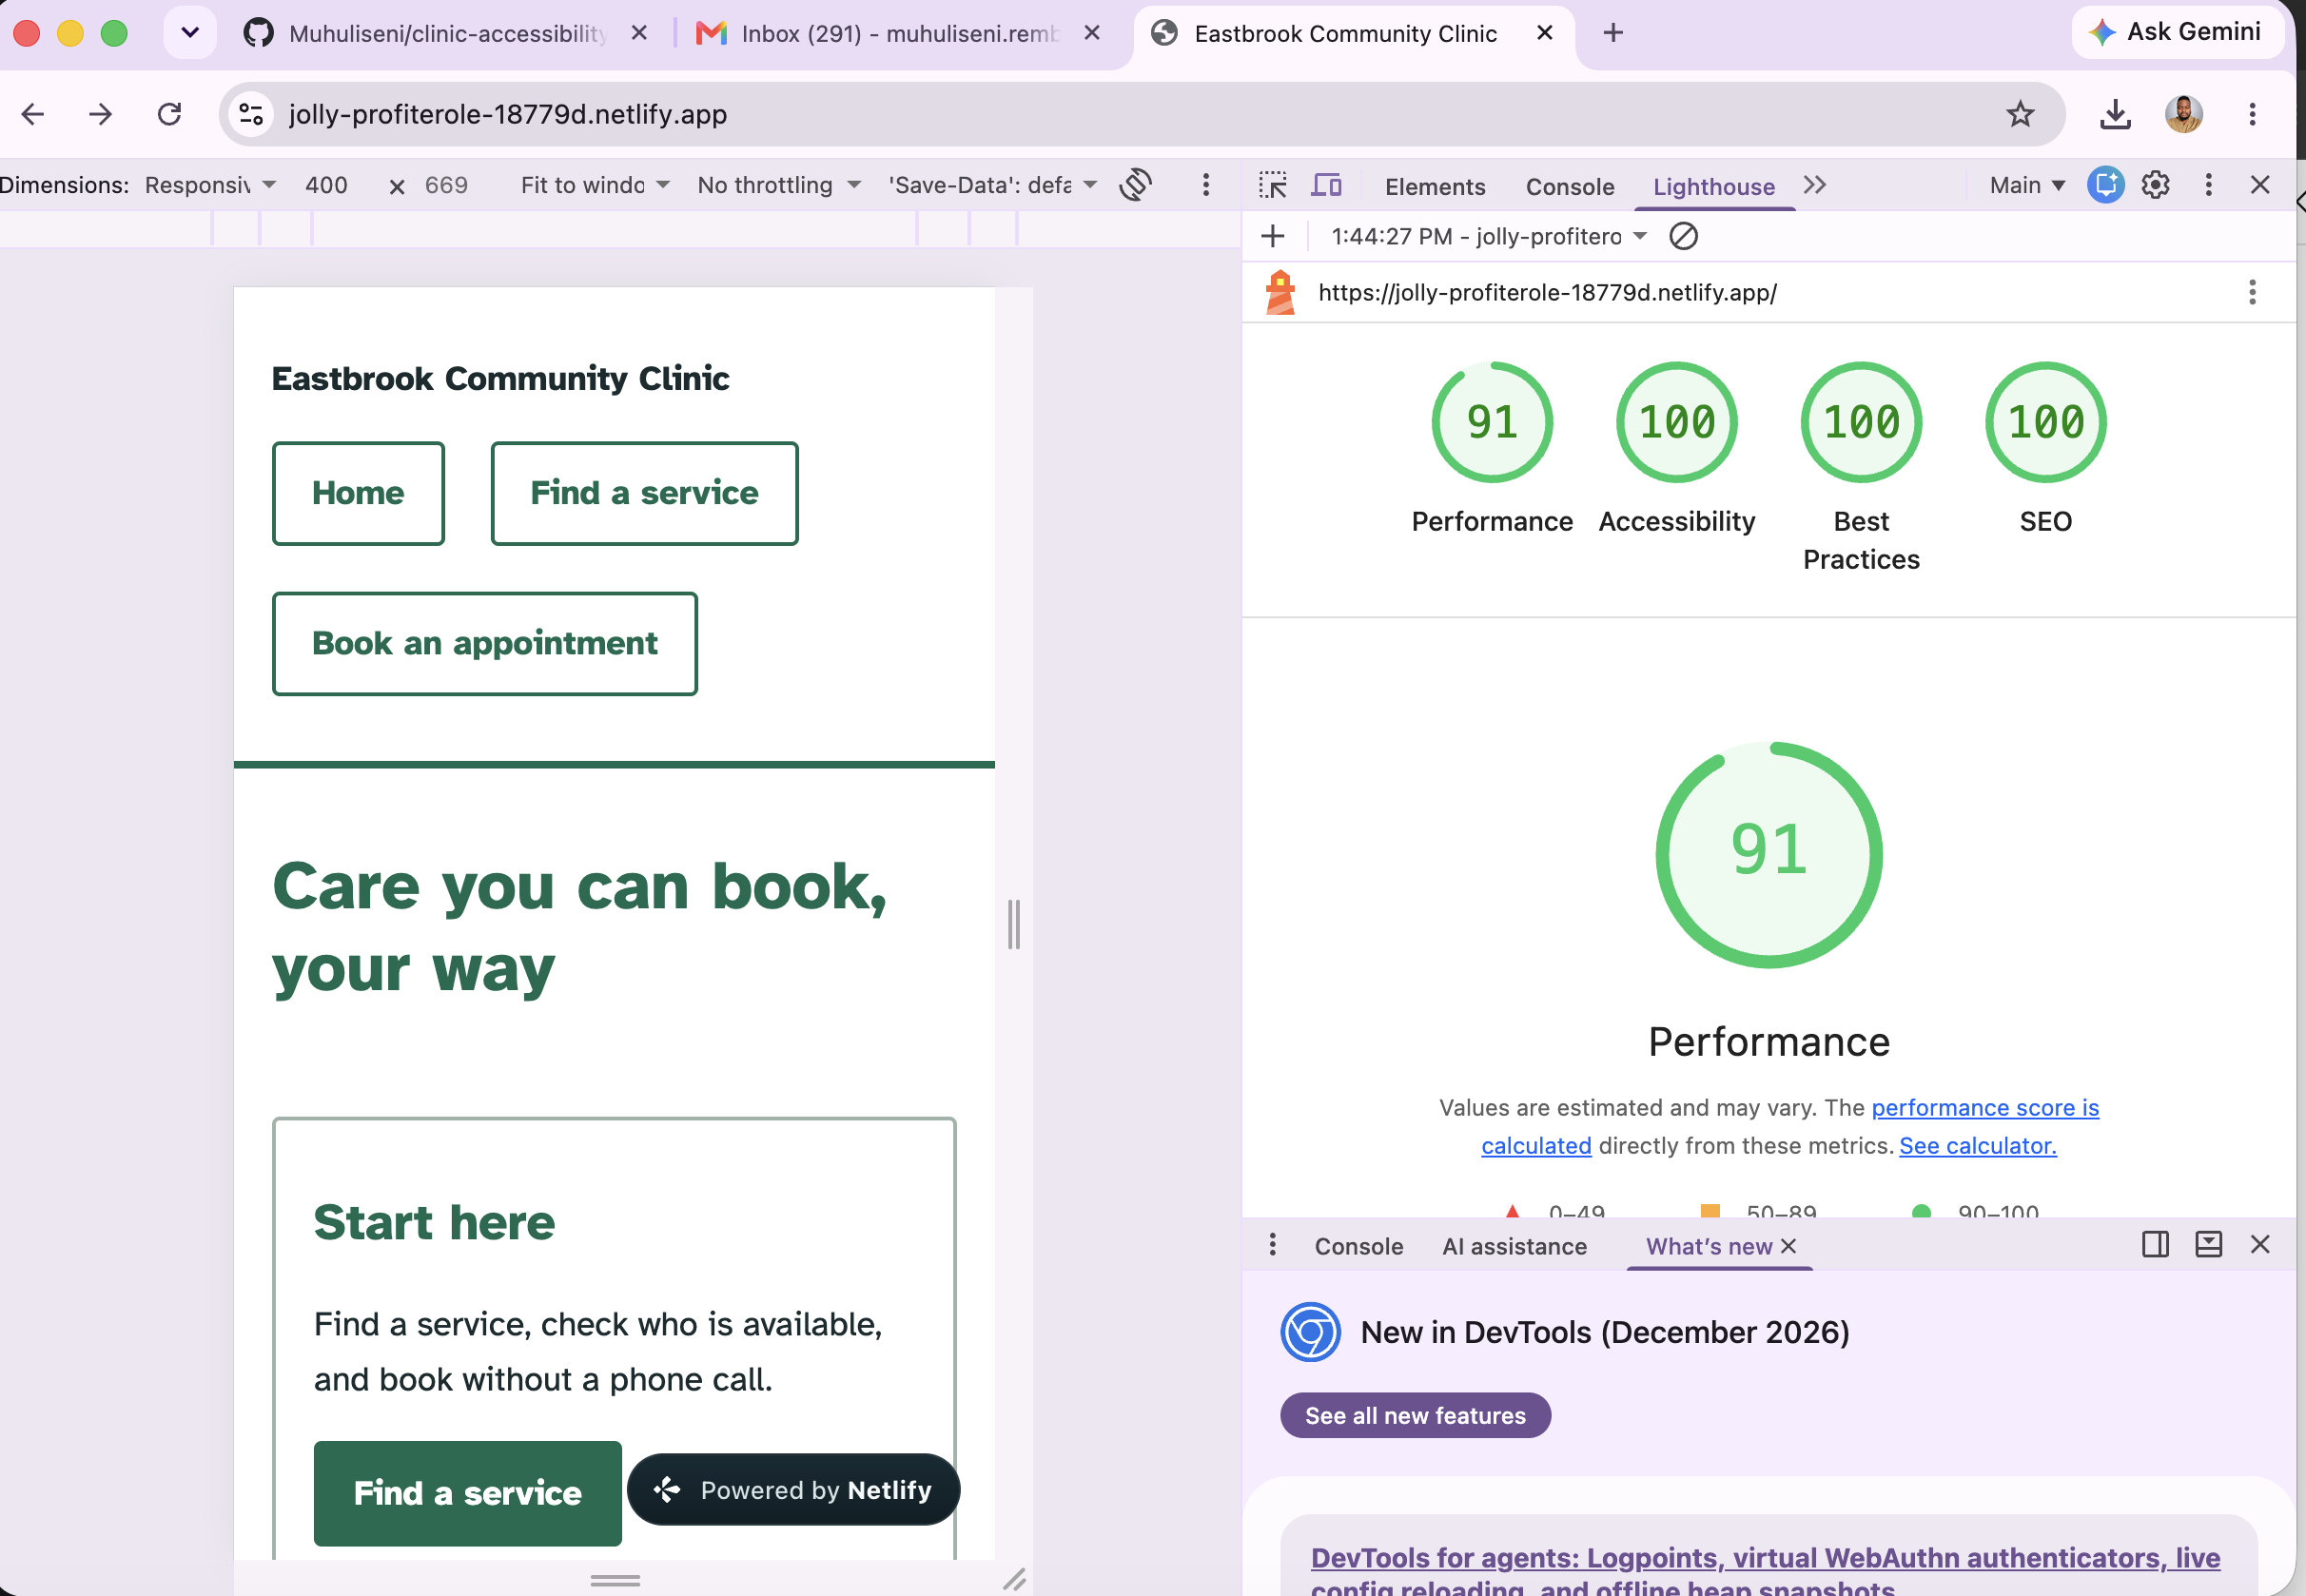 Muhuliseni/clinic-accessibility
Inbox (291) - muhuliseni.remb
Eastbrook Community Clinic
Ask Gemini
jolly-profiterole-18779d.netlify.app
Dimensions: Responsiv 400 × 669 Fit to windo No throttling 'Save-Data': defa
Elements Console Lighthouse Main
1:44:27 PM - jolly-profitero
https://jolly-profiterole-18779d.netlify.app/
Eastbrook Community Clinic
Home
Find a service
Book an appointment
Care you can book,
your way
Start here
Find a service, check who is available,
and book without a phone call.
Find a service
Powered by Netlify
91 100 100 100
Performance Accessibility Best Practices SEO
91
Performance
Values are estimated and may vary. The performance score is
calculated directly from these metrics. See calculator.
0–49 50–89 90–100
Console AI assistance What's new
New in DevTools (December 2026)
See all new features
DevTools for agents: Logpoints, virtual WebAuthn authenticators, live
config reloading, and offline heap snapshots